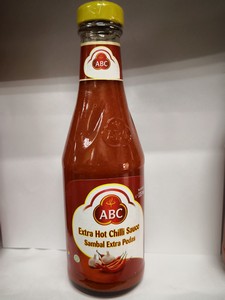 ABC
ABC
Extra Hot Chilli Sauce
Sambal Extra Pedas